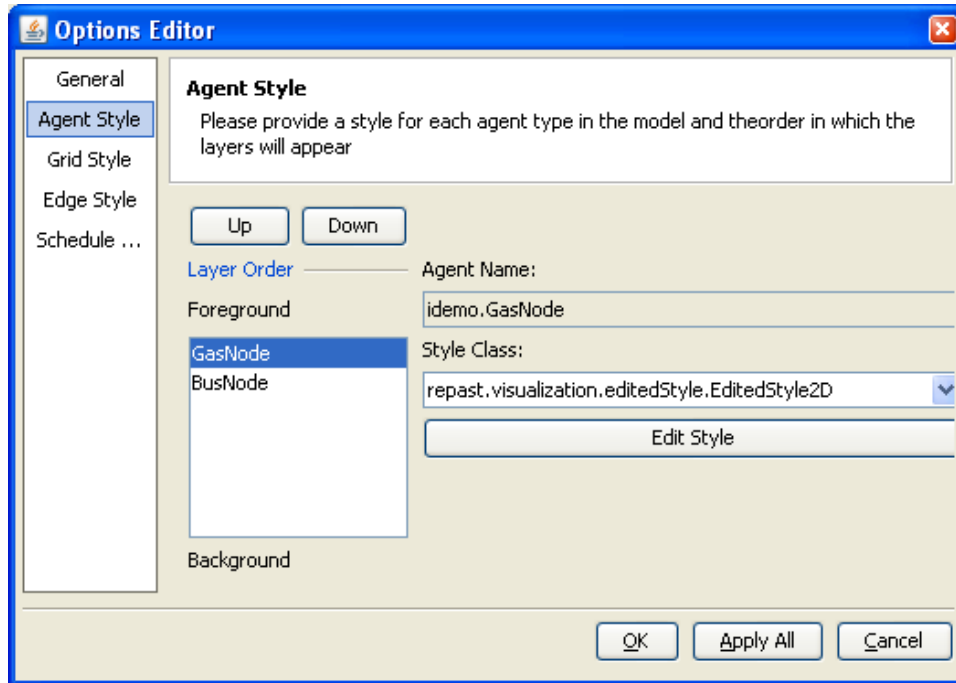 Options Editor
General
Agent Style
Grid Style
Edge Style
Schedule ...
Agent Style
Please provide a style for each agent type in the model and theorder in which the
layers will appear
Up
Down
Layer Order
Foreground
GasNode
BusNode
Background
Agent Name:
idemo.GasNode
Style Class:
repast.visualization.editedStyle.EditedStyle2D
Edit Style
OK
Apply All
Cancel